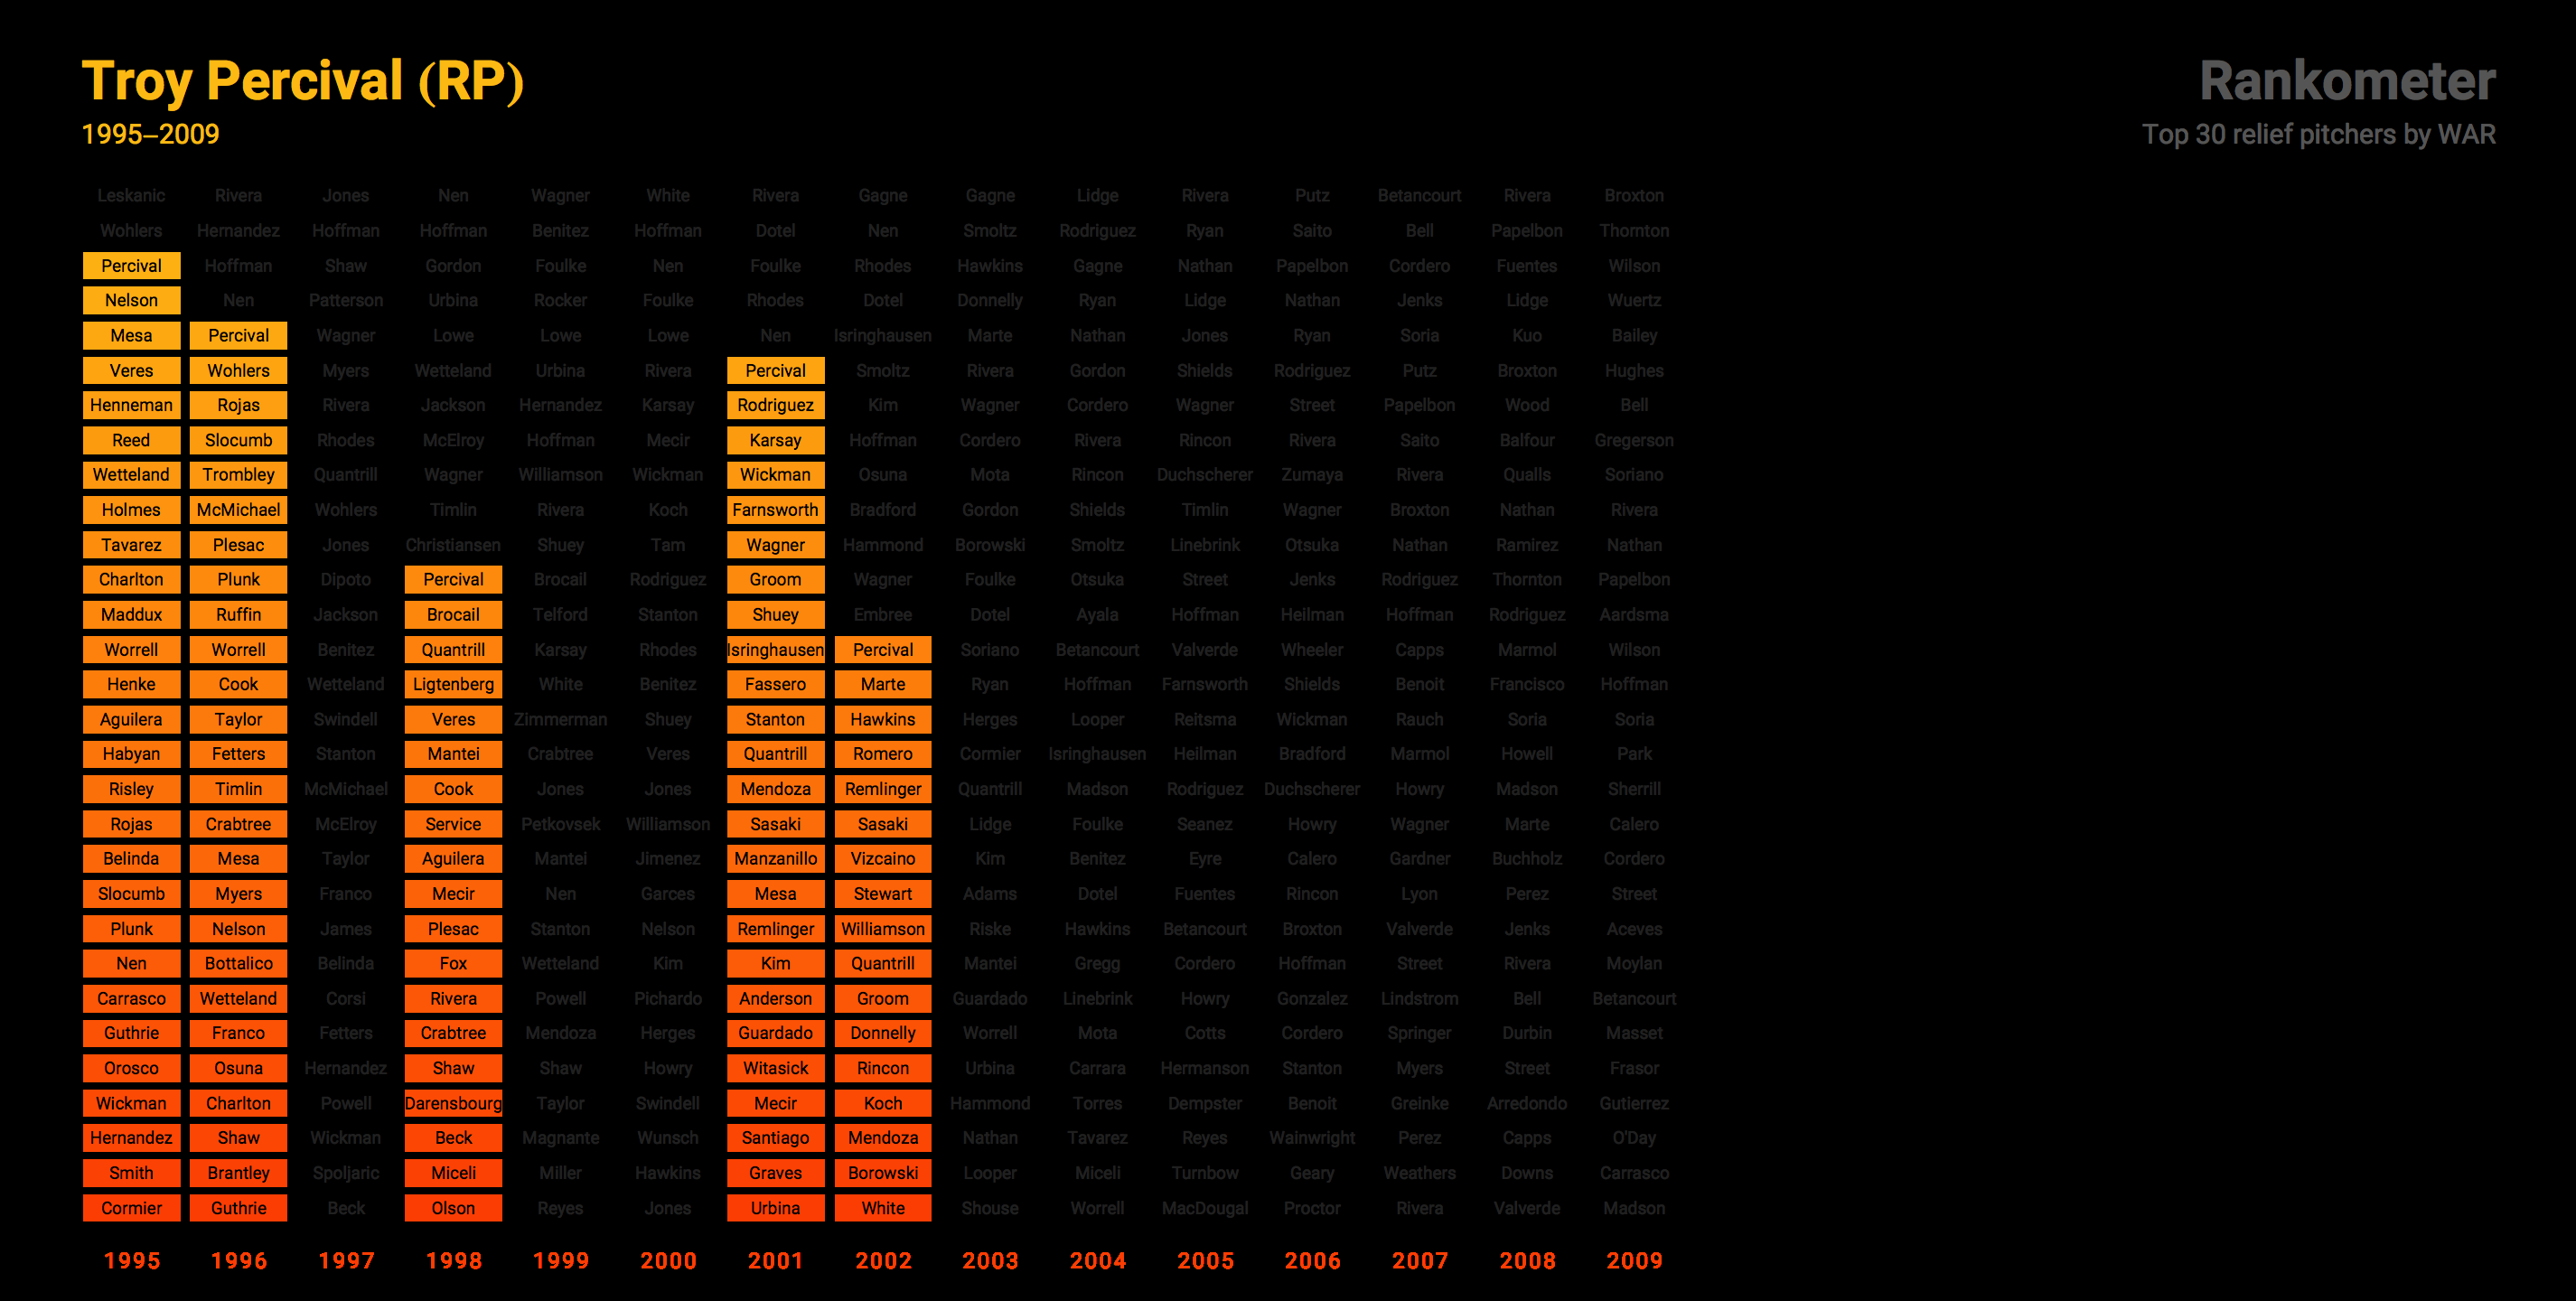 Troy Percival (RP)
1995–2009
Rankometer
Top 30 relief pitchers by WAR
Leskanic Rivera Jones Nen Wagner White Rivera Gagne Gagne Lidge Rivera Putz Betancourt Rivera Broxton
Wohlers Hernandez Hoffman Hoffman Benitez Hoffman Dotel Nen Smoltz Rodriguez Ryan Saito Bell Papelbon Thornton
Percival Hoffman Shaw Gordon Foulke Nen Foulke Rhodes Hawkins Gagne Nathan Papelbon Cordero Fuentes Wilson
Nelson Nen Patterson Urbina Rocker Foulke Rhodes Dotel Donnelly Ryan Lidge Nathan Jenks Lidge Wuertz
Mesa Percival Wagner Lowe Lowe Lowe Nen Isringhausen Marte Nathan Jones Ryan Soria Kuo Bailey
Veres Wohlers Myers Wetteland Urbina Rivera Percival Smoltz Rivera Gordon Shields Rodriguez Putz Broxton Hughes
Henneman Rojas Rivera Jackson Hernandez Karsay Rodriguez Kim Wagner Cordero Wagner Street Papelbon Wood Bell
Reed Slocumb Rhodes McElroy Hoffman Mecir Karsay Hoffman Cordero Rivera Rincon Rivera Saito Balfour Gregerson
Wetteland Trombley Quantrill Wagner Williamson Wickman Wickman Osuna Mota Rincon Duchscherer Zumaya Rivera Qualls Soriano
Holmes McMichael Wohlers Timlin Rivera Koch Farnsworth Bradford Gordon Shields Timlin Wagner Broxton Nathan Rivera
Tavarez Plesac Jones Christiansen Shuey Tam Wagner Hammond Borowski Smoltz Linebrink Otsuka Nathan Ramirez Nathan
Charlton Plunk Dipoto Percival Brocail Rodriguez Groom Wagner Foulke Otsuka Street Jenks Rodriguez Thornton Papelbon
Maddux Ruffin Jackson Brocail Telford Stanton Shuey Embree Dotel Ayala Hoffman Heilman Hoffman Rodriguez Aardsma
Worrell Worrell Benitez Quantrill Karsay Rhodes Isringhausen Percival Soriano Betancourt Valverde Wheeler Capps Marmol Wilson
Henke Cook Wetteland Ligtenberg White Benitez Fassero Marte Ryan Hoffman Farnsworth Shields Benoit Francisco Hoffman
Aguilera Taylor Swindell Veres Zimmerman Shuey Stanton Hawkins Herges Looper Reitsma Wickman Rauch Soria Soria
Habyan Fetters Stanton Mantei Crabtree Veres Quantrill Romero Cormier Isringhausen Heilman Bradford Marmol Howell Park
Risley Timlin McMichael Cook Jones Jones Mendoza Remlinger Quantrill Madson Rodriguez Duchscherer Howry Madson Sherrill
Rojas Crabtree McElroy Service Petkovsek Williamson Sasaki Sasaki Lidge Foulke Seanez Howry Wagner Marte Calero
Belinda Mesa Taylor Aguilera Mantei Jimenez Manzanillo Vizcaino Kim Benitez Eyre Calero Gardner Buchholz Cordero
Slocumb Myers Franco Mecir Nen Garces Mesa Stewart Adams Dotel Fuentes Rincon Lyon Perez Street
Plunk Nelson James Plesac Stanton Nelson Remlinger Williamson Riske Hawkins Betancourt Broxton Valverde Jenks Aceves
Nen Bottalico Belinda Fox Wetteland Kim Kim Quantrill Mantei Gregg Cordero Hoffman Street Rivera Moylan
Carrasco Wetteland Corsi Rivera Powell Pichardo Anderson Groom Guardado Linebrink Howry Gonzalez Lindstrom Bell Betancourt
Guthrie Franco Fetters Crabtree Mendoza Herges Guardado Donnelly Worrell Mota Cotts Cordero Springer Durbin Masset
Orosco Osuna Hernandez Shaw Shaw Howry Witasick Rincon Urbina Carrara Hermanson Stanton Myers Street Frasor
Wickman Charlton Powell Darensbourg Taylor Swindell Mecir Koch Hammond Torres Dempster Benoit Greinke Arredondo Gutierrez
Hernandez Shaw Wickman Beck Magnante Wunsch Santiago Mendoza Nathan Tavarez Reyes Wainwright Perez Capps O'Day
Smith Brantley Spoljaric Miceli Miller Hawkins Graves Borowski Looper Miceli Turnbow Geary Weathers Downs Carrasco
Cormier Guthrie Beck Olson Reyes Jones Urbina White Shouse Worrell MacDougal Proctor Rivera Valverde Madson
1995 1996 1997 1998 1999 2000 2001 2002 2003 2004 2005 2006 2007 2008 2009